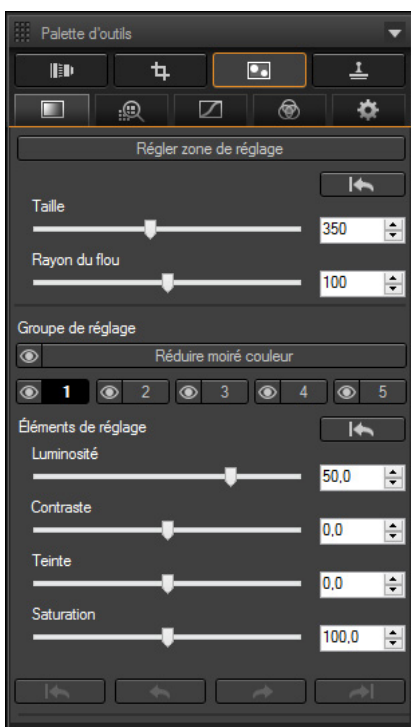 Palette d'outils
Régler zone de réglage
Taille
350
Rayon du flou
100
Groupe de réglage
Réduire moiré couleur
1 2 3 4 5
Éléments de réglage
Luminosité
50,0
Contraste
0,0
Teinte
0,0
Saturation
100,0